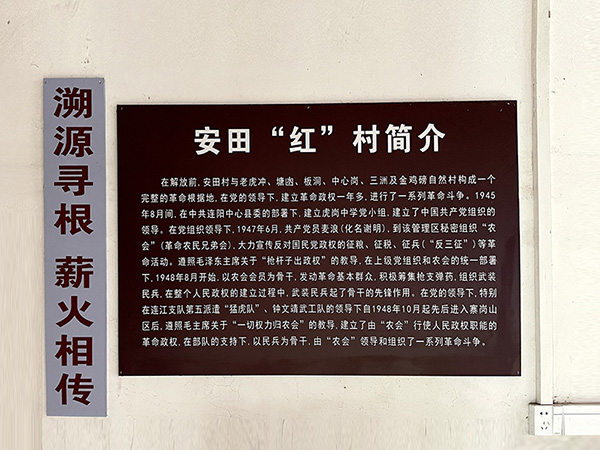 溯源寻根 薪火相传
安田“红”村简介
在解放前,安田村与老虎冲、塘凼、板洞、中心岗、三洲及金鸡磅自然村构成一个
完整的革命根据地,在党的领导下,建立革命政权一年多,进行了一系列革命斗争。1945
年8月间,在中共连阳中心县委的部署下,建立虎岗中学党小组,建立了中国共产党组织的
领导。在党组织领导下,1947年6月,共产党员麦浪(化名谢明),到该管理区秘密组织“农
会”(革命农民兄弟会),大力宣传反对国民党政权的征粮、征税、征兵(“反三征”)等革
命活动。遵照毛泽东主席关于“枪杆子出政权”的教导,在上级党组织和农会的统一部署
下,1948年8月开始,以农会会员为骨干,发动革命基本群众,积极筹集枪支弹药,组织武装
民兵,在整个人民政权的建立过程中,武装民兵起了骨干的先锋作用。在党的领导下,特别
在连江支队第五派遣“猛虎队”、钟文靖武工队的领导下自1948年10月起先后进入寨岗山
区后,遵照毛主席关于“一切权力归农会”的教导,建立了由“农会”行使人民政权职能的
革命政权,在部队的支持下,以民兵为骨干,由“农会”领导和组织了一系列革命斗争。